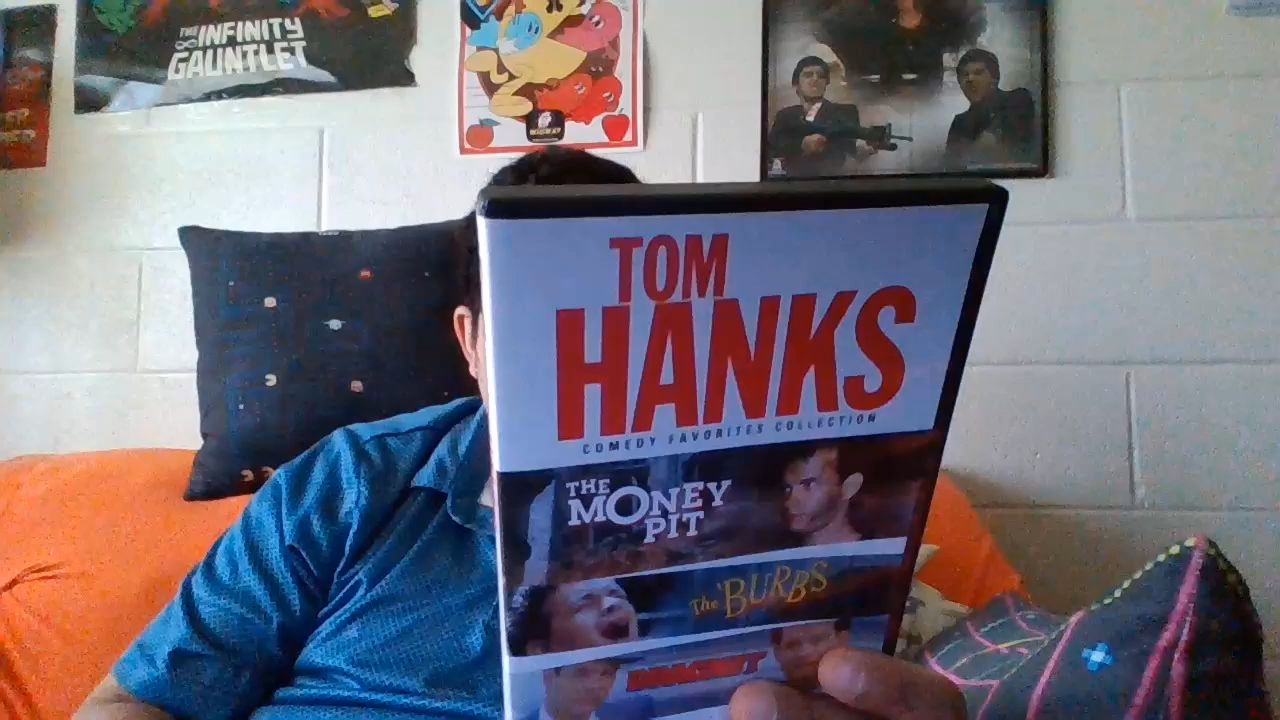 THE INFINITY
GAUNTLET
TOM
HANKS
COMEDY FAVORITES COLLECTION
THE
MONEY
PIT
The 'BURBS